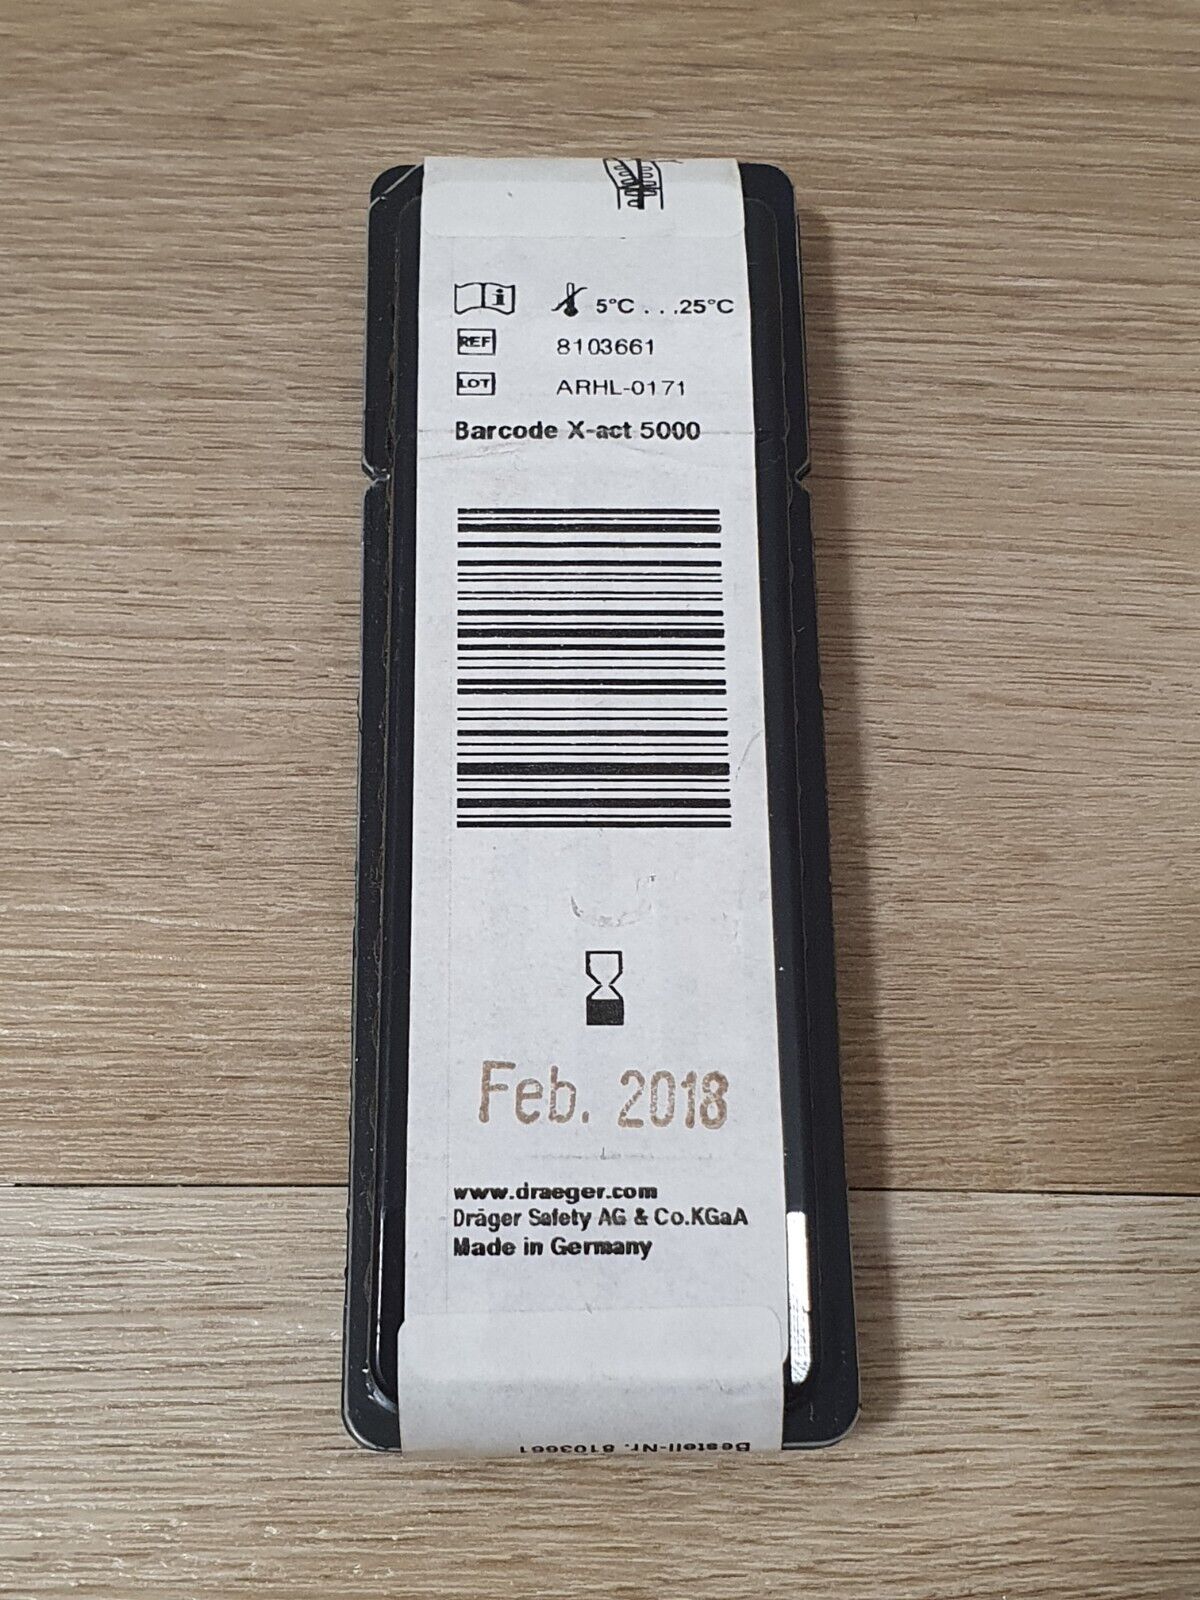 5°C ...25°C
REF 8103661
LOT ARHL-0171
Barcode X-act 5000
Feb. 2018
www.draeger.com
Dräger Safety AG & Co.KGaA
Made in Germany
Bestell-Nr. 8103661